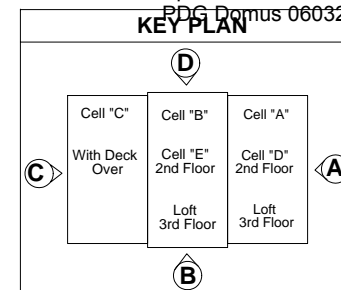 PDG Domus 06032
KEY PLAN
D
Cell "C"
Cell "B"
Cell "A"
With Deck
Over
Cell "E"
2nd Floor
Cell "D"
2nd Floor
C
A
Loft
3rd Floor
Loft
3rd Floor
B